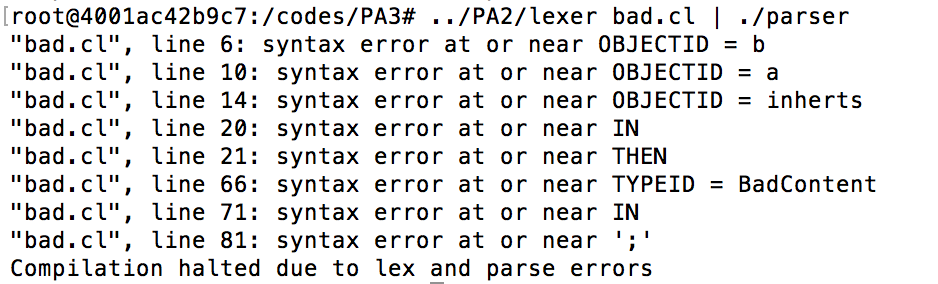 [root@4001ac42b9c7:/codes/PA3# ../PA2/lexer bad.cl | ./parser
"bad.cl", line 6: syntax error at or near OBJECTID = b
"bad.cl", line 10: syntax error at or near OBJECTID = a
"bad.cl", line 14: syntax error at or near OBJECTID = inherts
"bad.cl", line 20: syntax error at or near IN
"bad.cl", line 21: syntax error at or near THEN
"bad.cl", line 66: syntax error at or near TYPEID = BadContent
"bad.cl", line 71: syntax error at or near IN
"bad.cl", line 81: syntax error at or near ';'
Compilation halted due to lex and parse errors